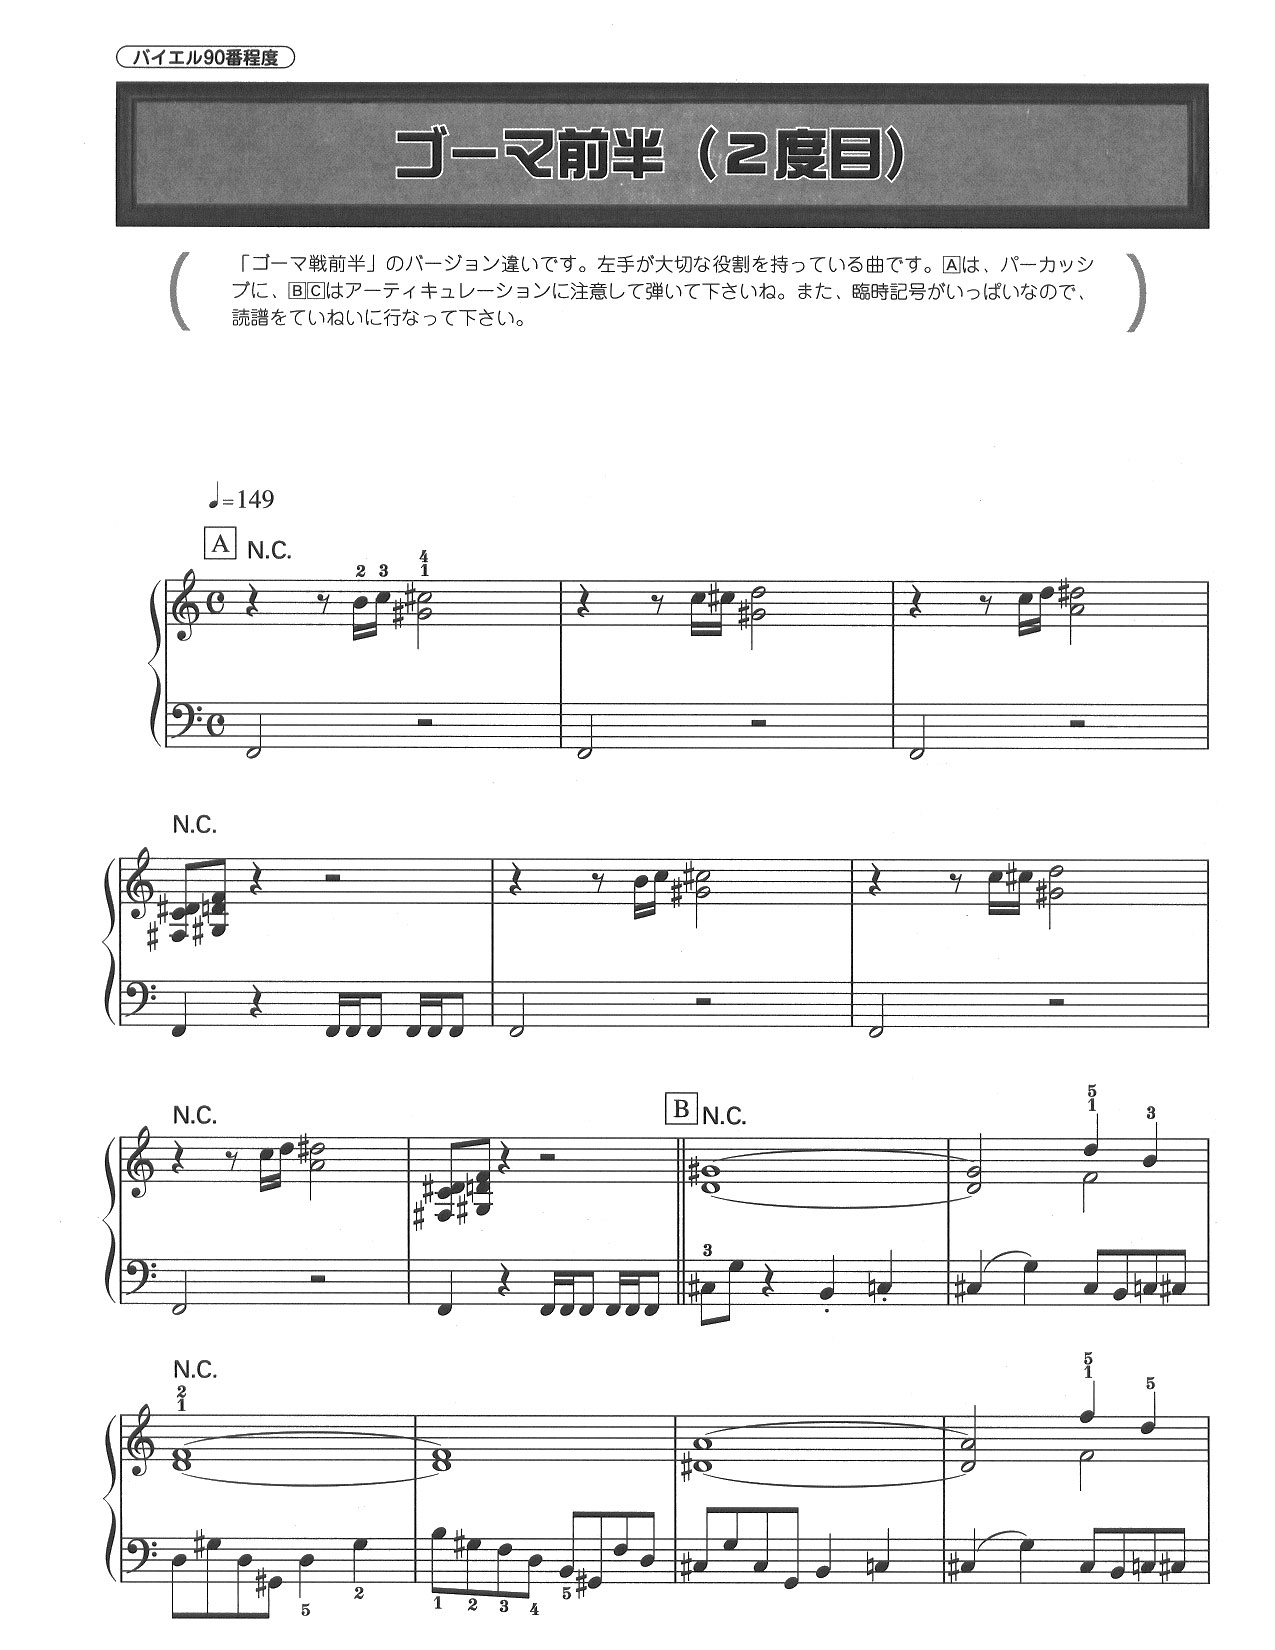 バイエル90番程度
ゴーマ前半（2度目）
「ゴーマ戦前半」のバージョン違いです。左手が大切な役割を持っている曲です。Aは、パーカッシ
ブに、BCはアーティキュレーションに注意して弾いて下さいね。また、臨時記号がいっぱいなので、
読譜をていねいに行なって下さい。
♩=149
A N.C.
2 3 4
1
N.C.
N.C. B N.C. 5
1 3
3
N.C. 5
2 1 5
1
5 2 1 2 3 4 5